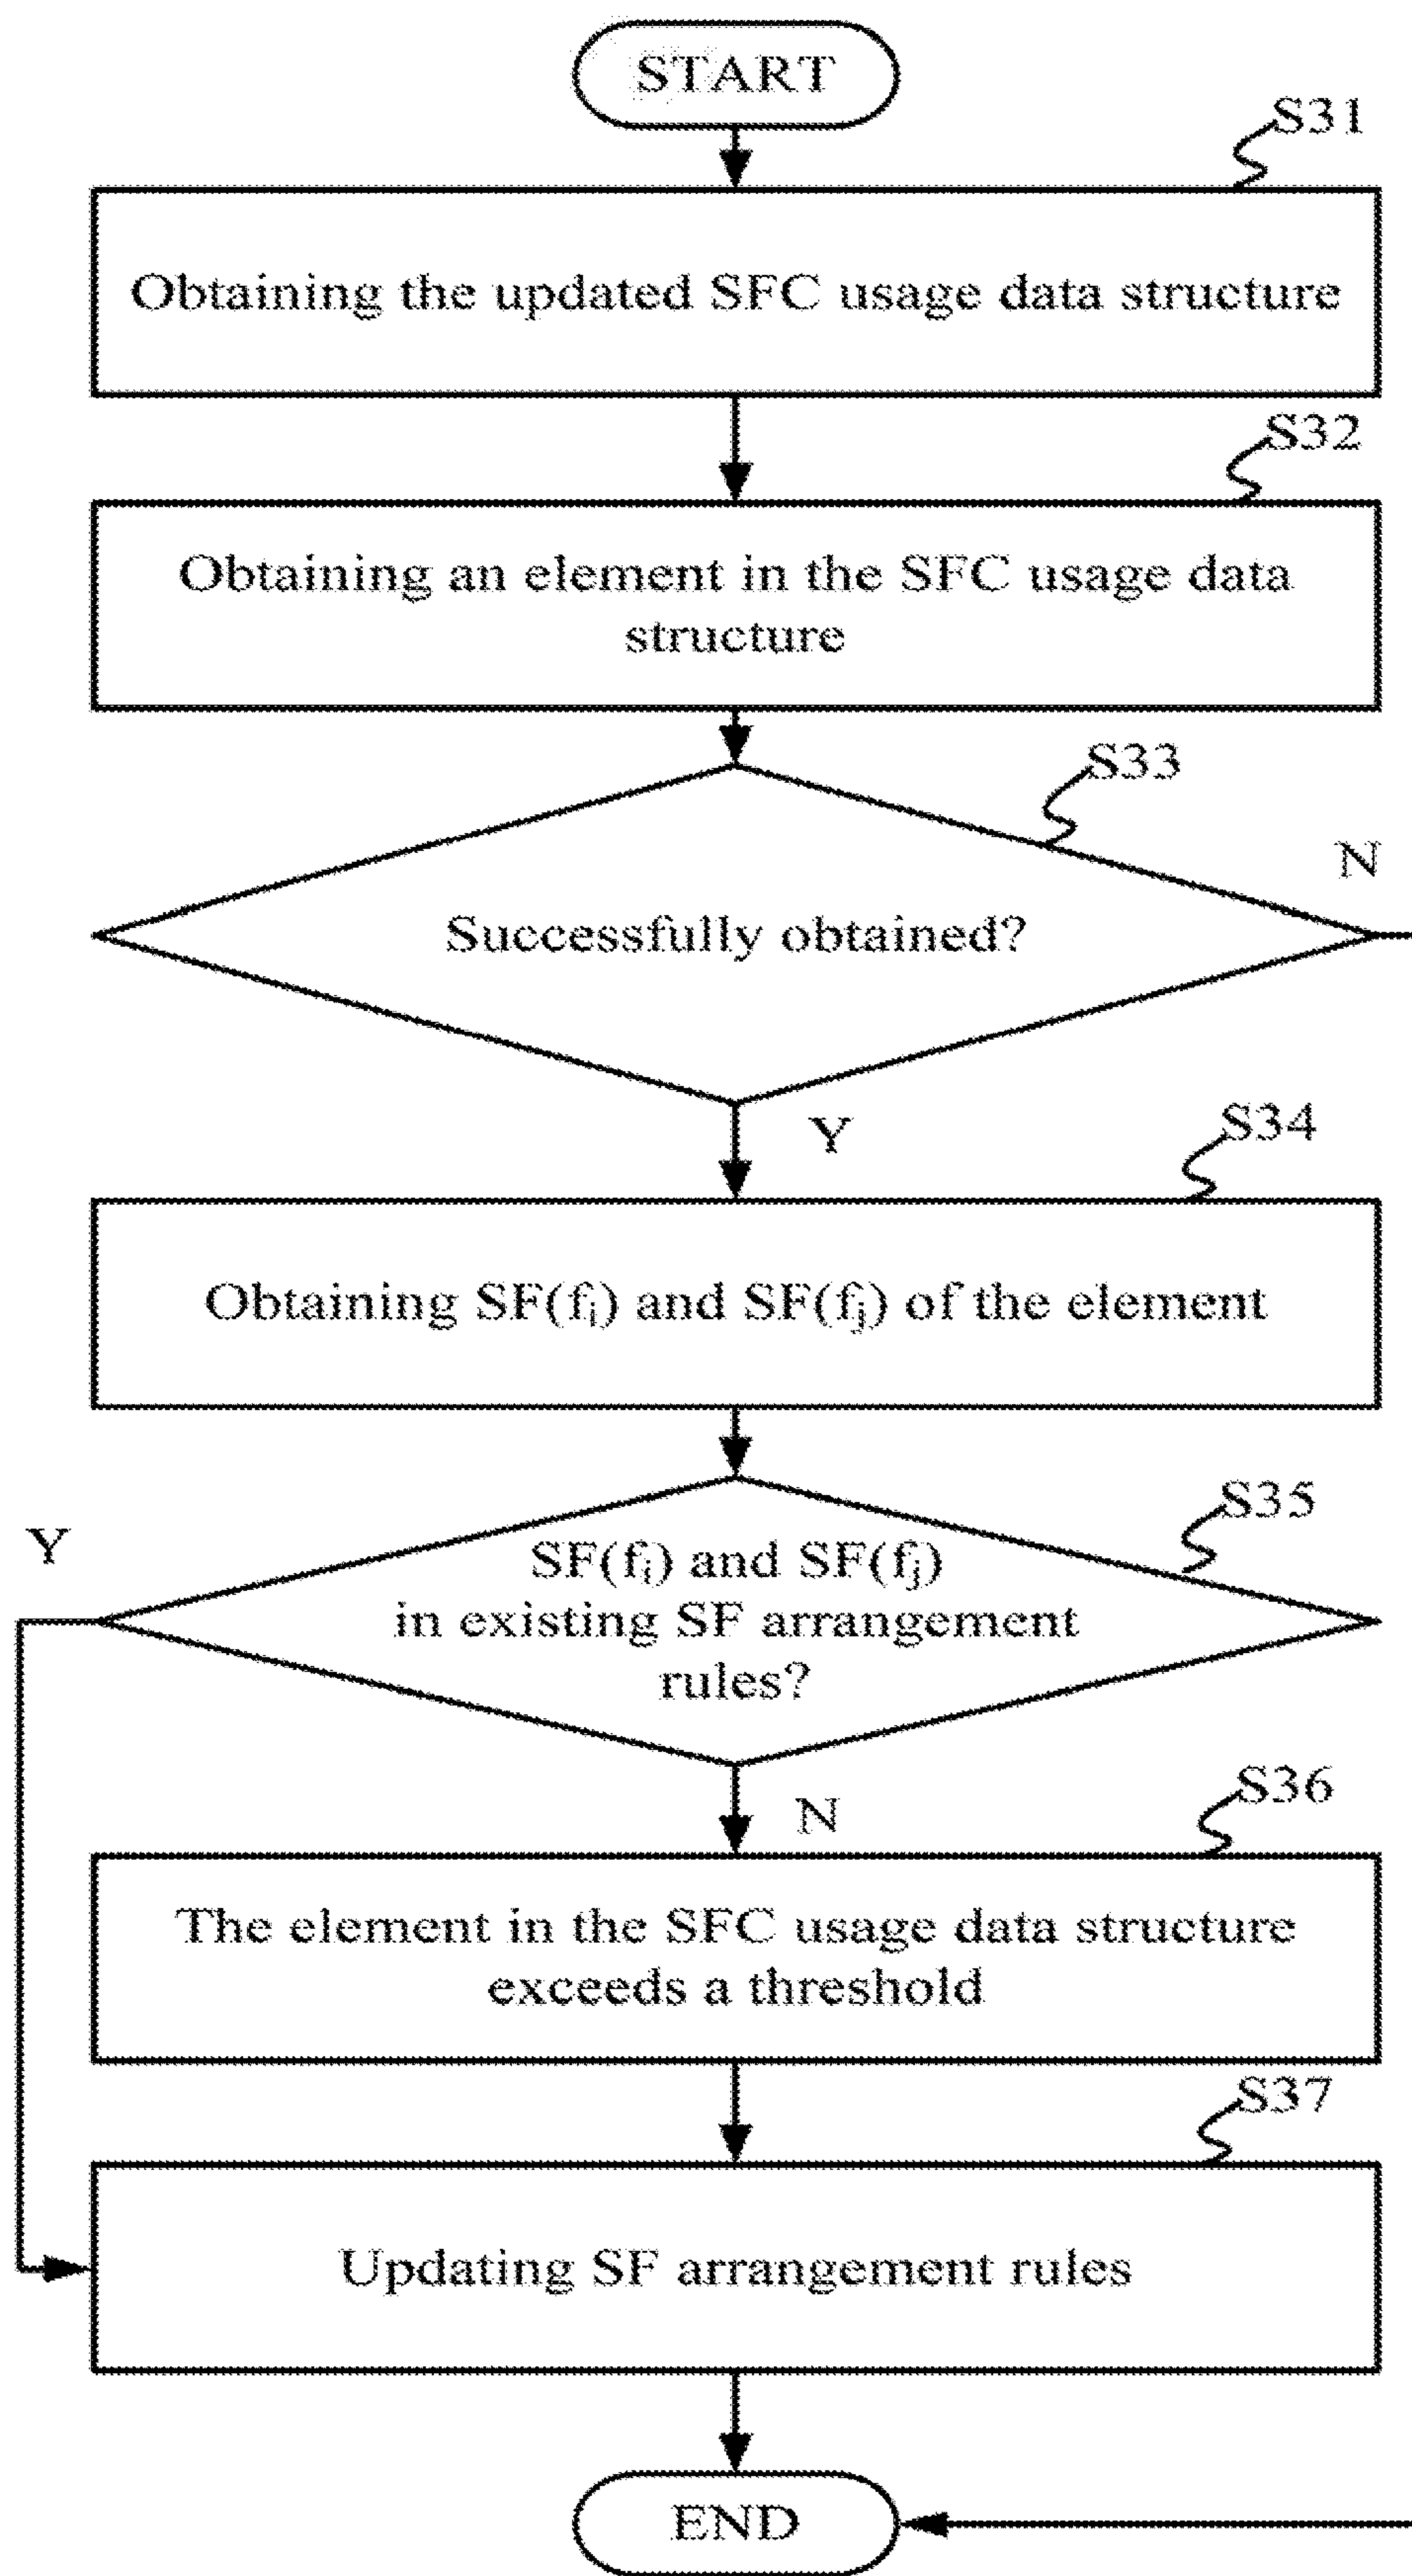 START
S31
Obtaining the updated SFC usage data structure
S32
Obtaining an element in the SFC usage data
structure
S33
N
Successfully obtained?
Y
S34
Obtaining SF(fi) and SF(fj) of the element
S35
Y
SF(fi) and SF(fj)
in existing SF arrangement
rules?
N
S36
The element in the SFC usage data structure
exceeds a threshold
S37
Updating SF arrangement rules
END